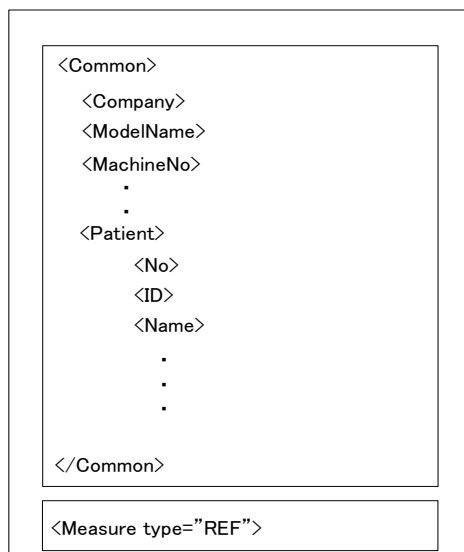 <Common>
<Company>
<ModelName>
<MachineNo>
・
・
<Patient>
<No>
<ID>
<Name>
・
・
・
</Common>
<Measure type=”REF”>